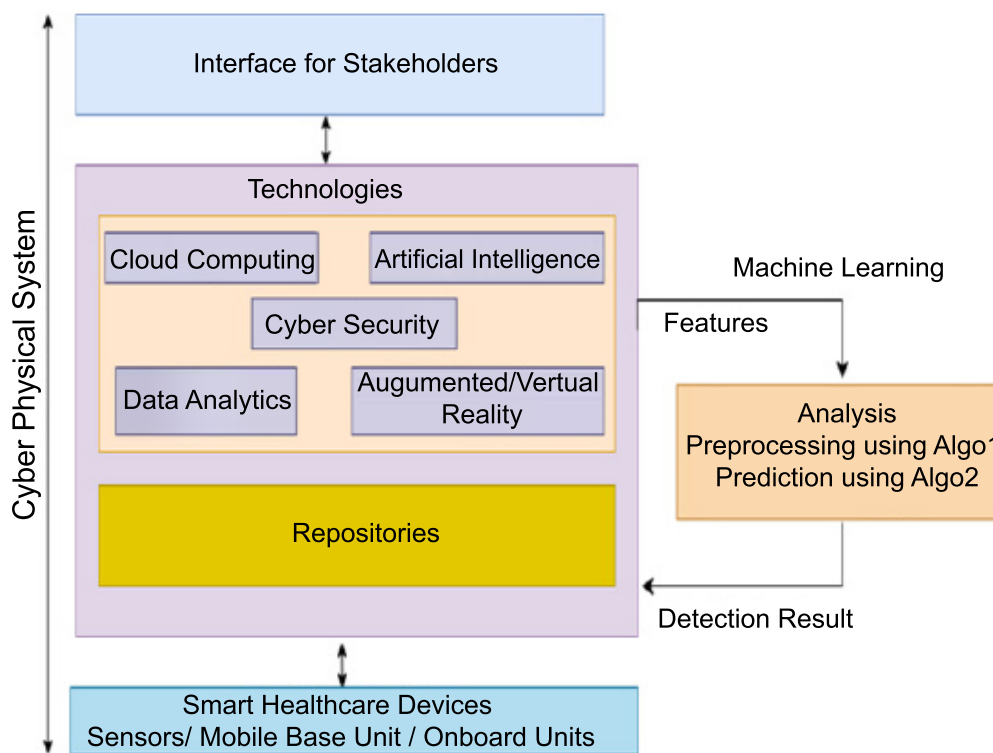 Interface for Stakeholders
Cyber Physical System
Technologies
Cloud Computing
Artificial Intelligence
Cyber Security
Data Analytics
Augumented/Vertual
Reality
Repositories
Machine Learning
Features
Analysis
Preprocessing using Algo1
Prediction using Algo2
Detection Result
Smart Healthcare Devices
Sensors/ Mobile Base Unit / Onboard Units